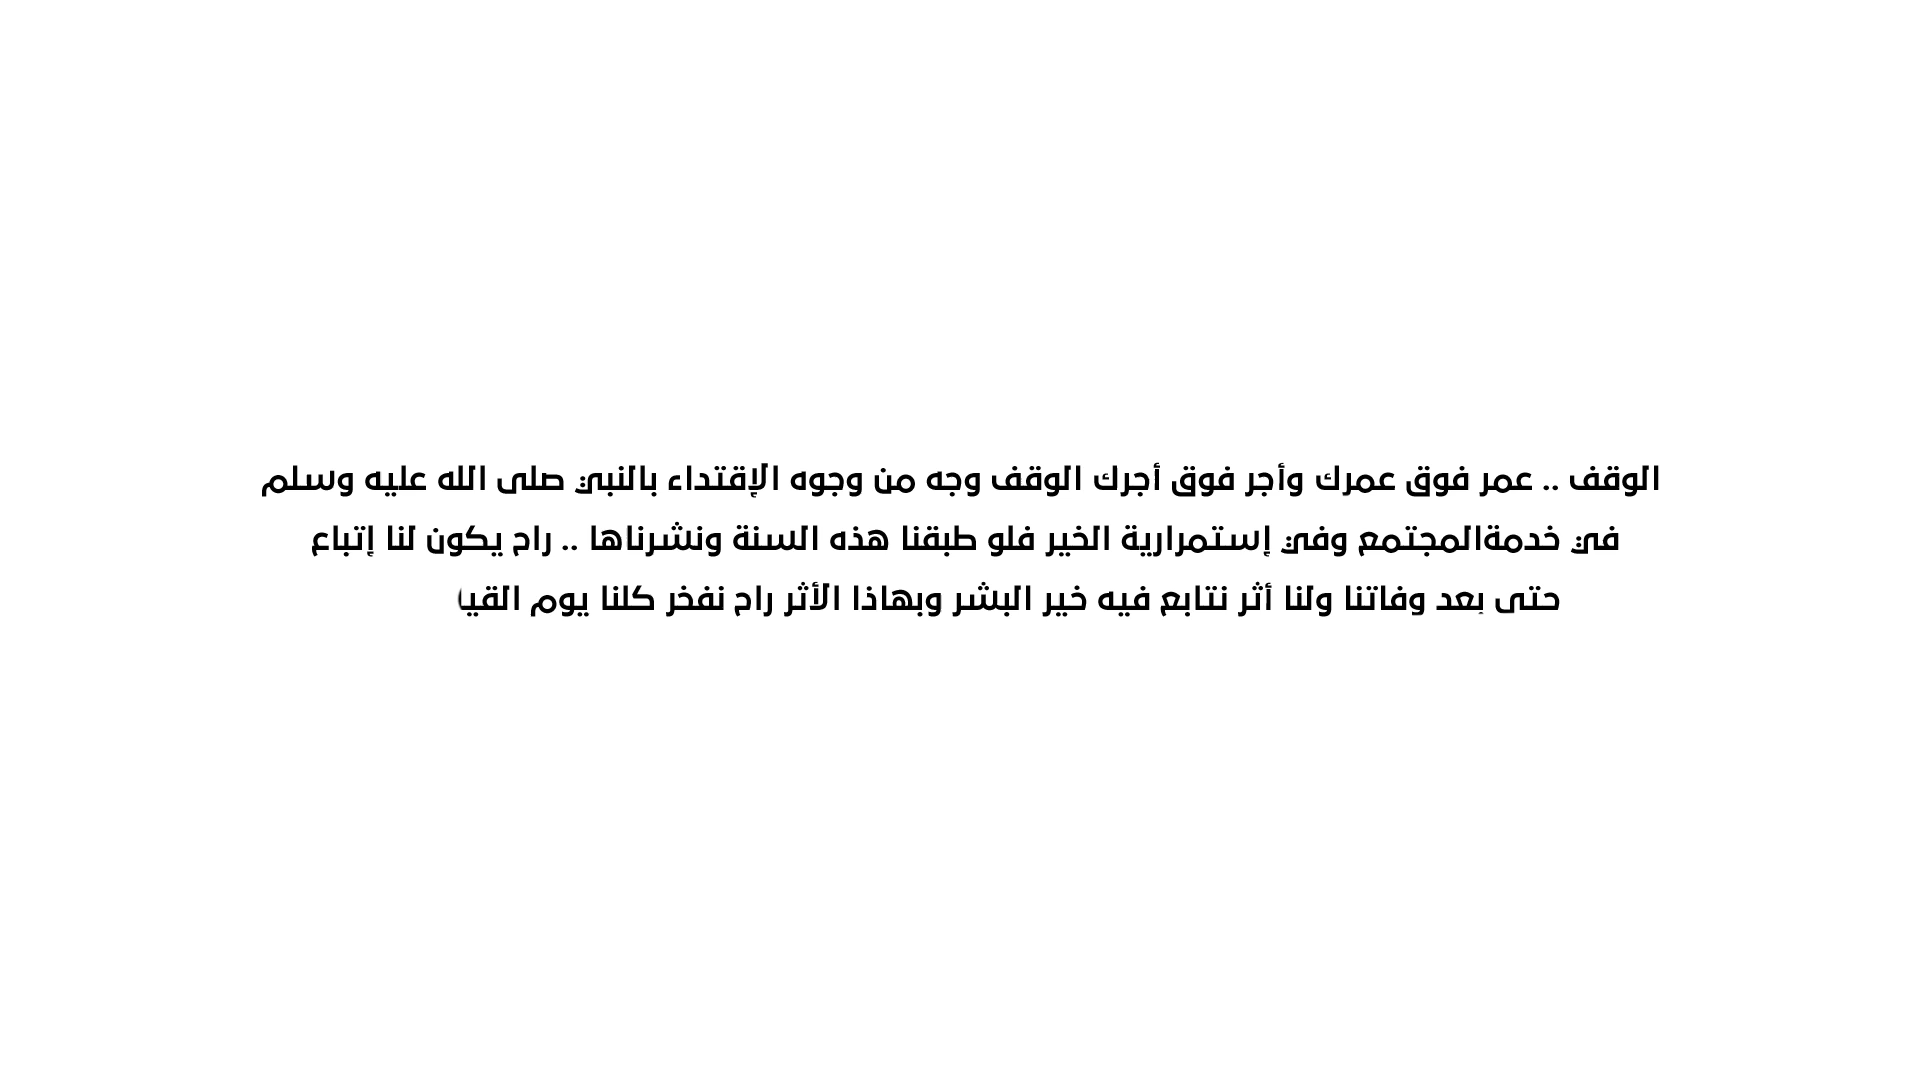 الوقف .. عمر فوق عمرك وأجر فوق أجرك الوقف وجه من وجوه الإقتداء بالنبي صلى الله عليه وسلم
في خدمةالمجتمع وفي إستمرارية الخير فلو طبقنا هذه السنة ونشرناها .. راح يكون لنا إتباع
حتى بعد وفاتنا ولنا أثر نتابع فيه خير البشر وبهاذا الأثر راح نفخر كلنا يوم القيا